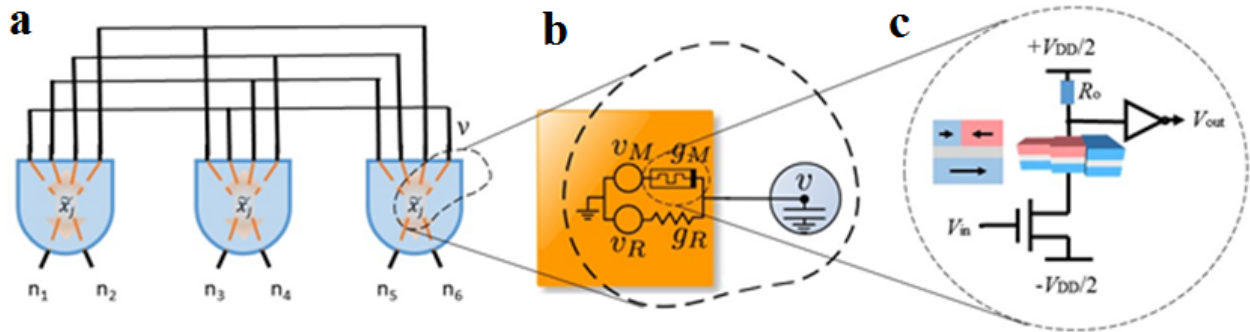 a
v
x̃j
x̃j
x̃j
n1
n2
n3
n4
n5
n6
b
vM
gM
vR
gR
v
c
+VDD/2
Ro
Vout
Vin
-VDD/2